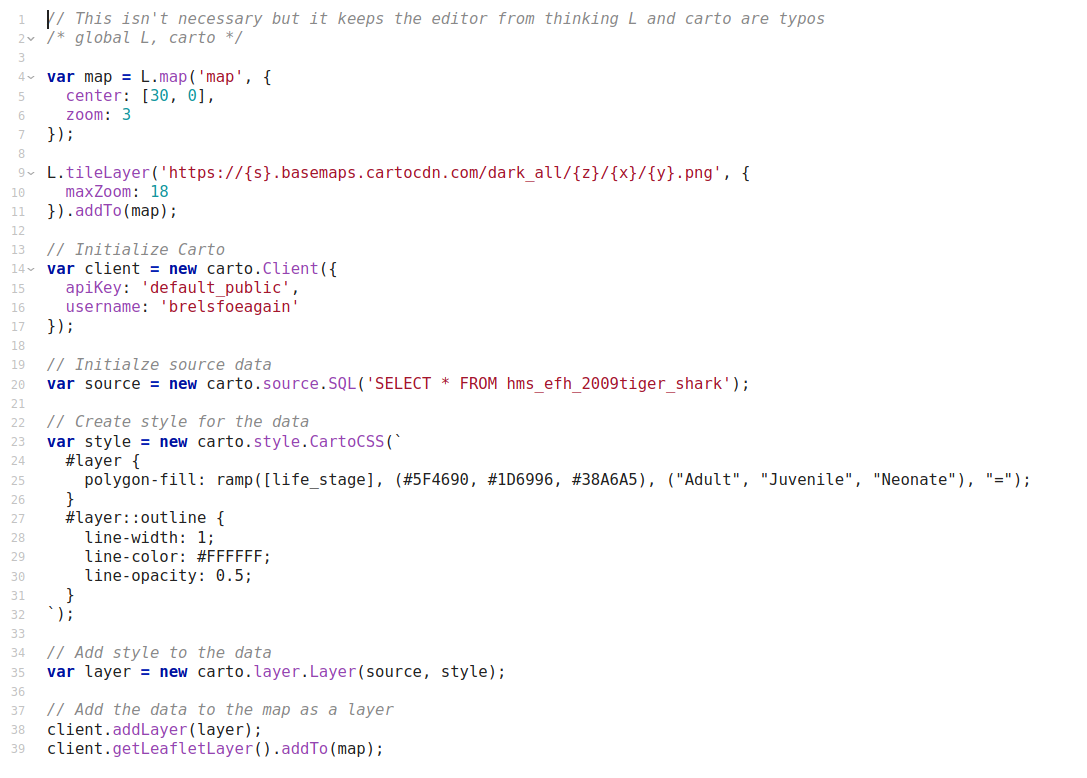 1 // This isn't necessary but it keeps the editor from thinking L and carto are typos
2 /* global L, carto */
3
4 var map = L.map('map', {
5   center: [30, 0],
6   zoom: 3
7 });
8
9 L.tileLayer('https://{s}.basemaps.cartocdn.com/dark_all/{z}/{x}/{y}.png', {
10   maxZoom: 18
11 }).addTo(map);
12
13 // Initialize Carto
14 var client = new carto.Client({
15   apiKey: 'default_public',
16   username: 'brelsfoeagain'
17 });
18
19 // Initialze source data
20 var source = new carto.source.SQL('SELECT * FROM hms_efh_2009tiger_shark');
21
22 // Create style for the data
23 var style = new carto.style.CartoCSS(`
24   #layer {
25     polygon-fill: ramp([life_stage], (#5F4690, #1D6996, #38A6A5), ("Adult", "Juvenile", "Neonate"), "=");
26   }
27   #layer::outline {
28     line-width: 1;
29     line-color: #FFFFFF;
30     line-opacity: 0.5;
31   }
32 `);
33
34 // Add style to the data
35 var layer = new carto.layer.Layer(source, style);
36
37 // Add the data to the map as a layer
38 client.addLayer(layer);
39 client.getLeafletLayer().addTo(map);